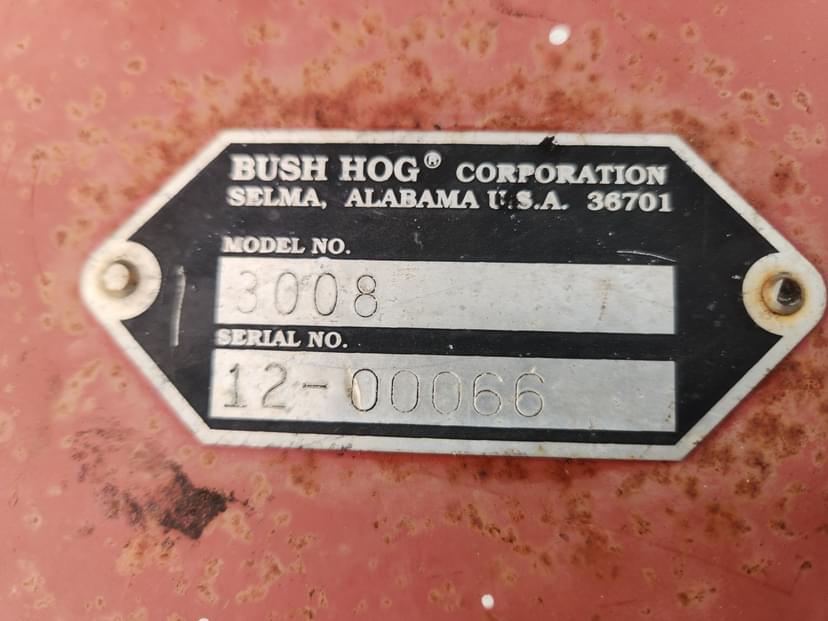 BUSH HOG® CORPORATION
SELMA, ALABAMA U.S.A. 36701
MODEL NO.
3008
SERIAL NO.
12-00066